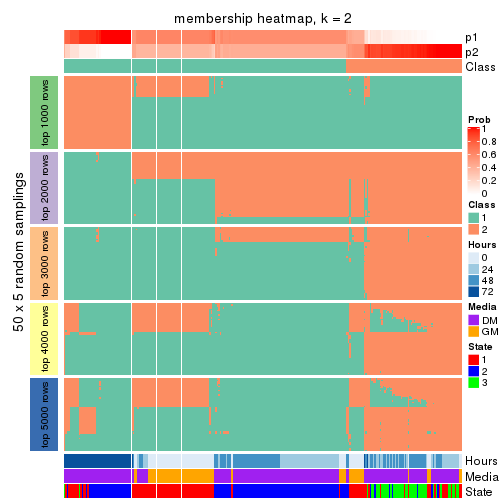 membership heatmap, k = 2
p1
p2
Class
50 x 5 random samplings
top 1000 rows
top 2000 rows
top 3000 rows
top 4000 rows
top 5000 rows
Hours
Media
State
Prob
1
0.8
0.6
0.4
0.2
0
Class
1
2
Hours
0
24
48
72
Media
DM
GM
State
1
2
3